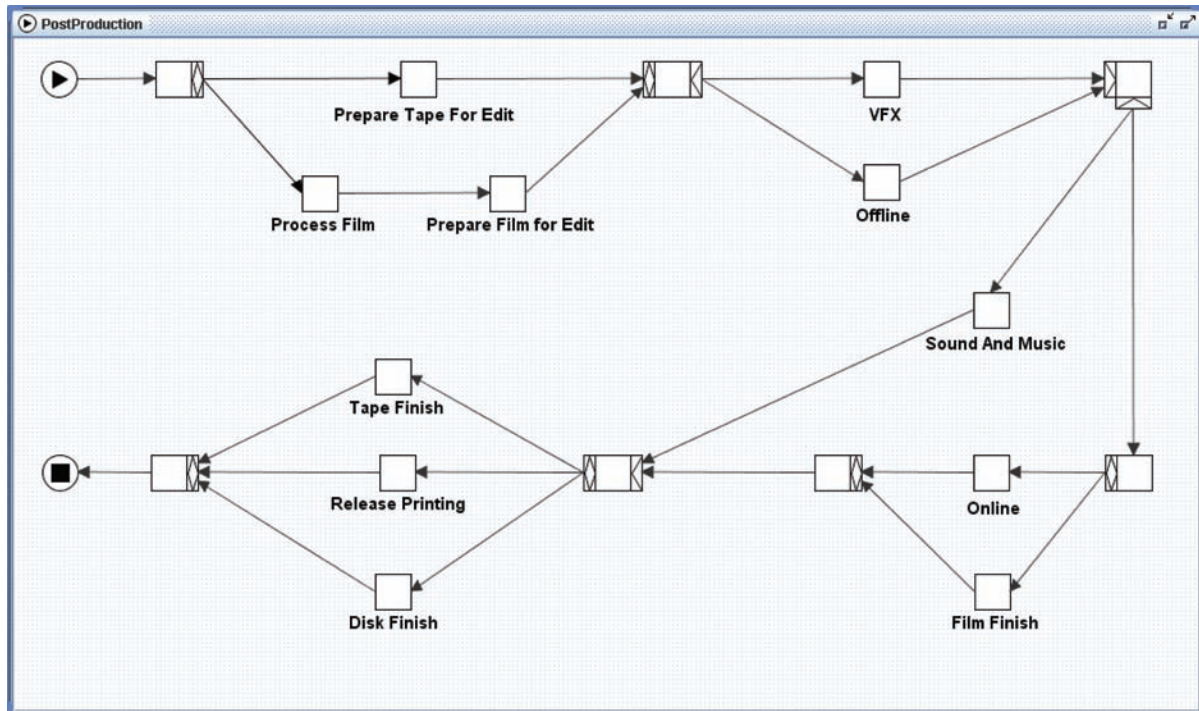 PostProduction
Prepare Tape For Edit
VFX
Process Film
Prepare Film for Edit
Offline
Sound And Music
Tape Finish
Release Printing
Online
Disk Finish
Film Finish